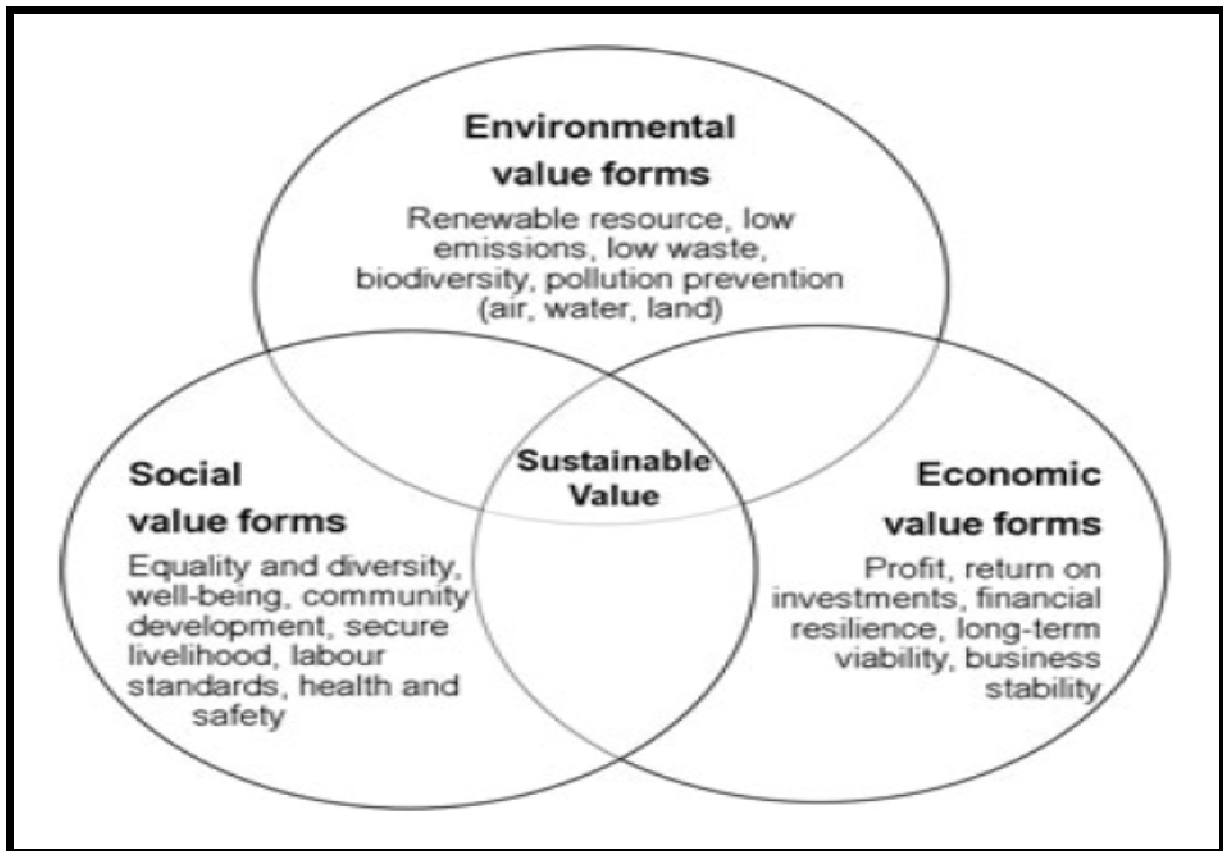 Environmental
value forms
Renewable resource, low
emissions, low waste,
biodiversity, pollution prevention
(air, water, land)
Sustainable
Value
Social
value forms
Equality and diversity,
well-being, community
development, secure
livelihood, labour
standards, health and
safety
Economic
value forms
Profit, return on
investments, financial
resilience, long-term
viability, business
stability